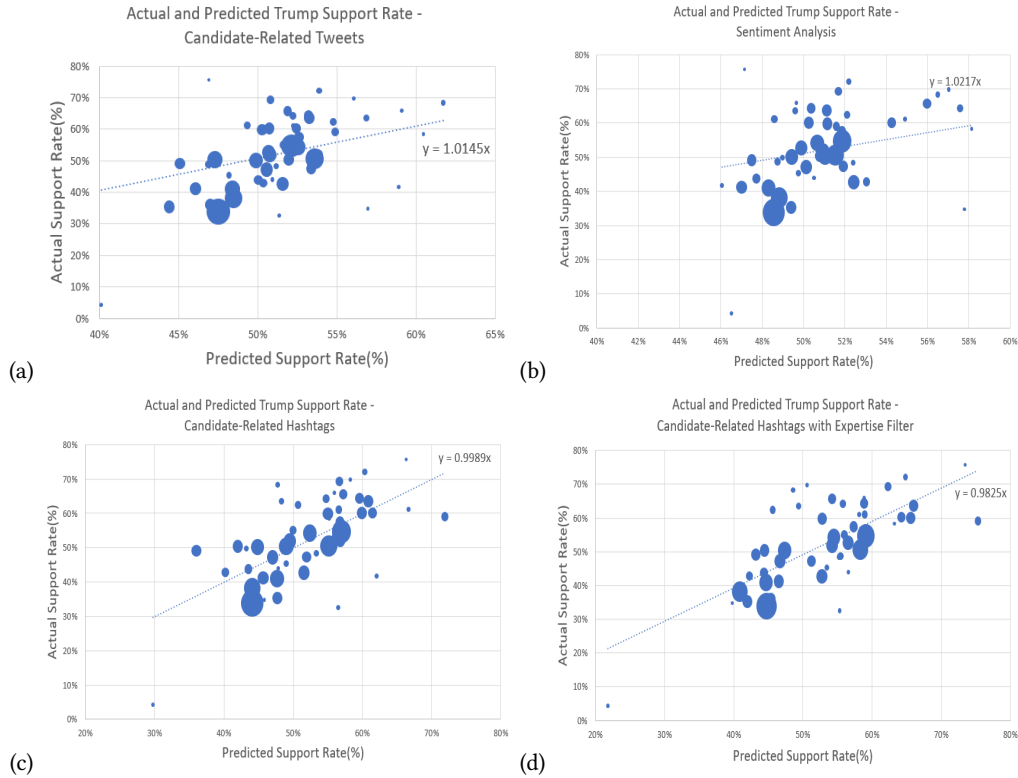 Actual and Predicted Trump Support Rate -
Candidate-Related Tweets
80%
70%
60%
50%
40%
30%
20%
10%
0%
Actual Support Rate(%)
y = 1.0145x
40%
45%
50%
55%
60%
65%
Predicted Support Rate(%)
(a)
Actual and Predicted Trump Support Rate -
Sentiment Analysis
80%
70%
60%
50%
40%
30%
20%
10%
0%
Actual Support Rate(%)
y = 1.0217x
40%
42%
44%
46%
48%
50%
52%
54%
56%
58%
60%
Predicted Support Rate(%)
(b)
Actual and Predicted Trump Support Rate -
Candidate-Related Hashtags
80%
70%
60%
50%
40%
30%
20%
10%
0%
Actual Support Rate(%)
y = 0.9989x
20%
30%
40%
50%
60%
70%
80%
Predicted Support Rate(%)
(c)
Actual and Predicted Trump Support Rate -
Candidate-Related Hashtags with Expertise Filter
80%
70%
60%
50%
40%
30%
20%
10%
0%
Actual Support Rate(%)
y = 0.9825x
20%
30%
40%
50%
60%
70%
80%
Predicted Support Rate(%)
(d)